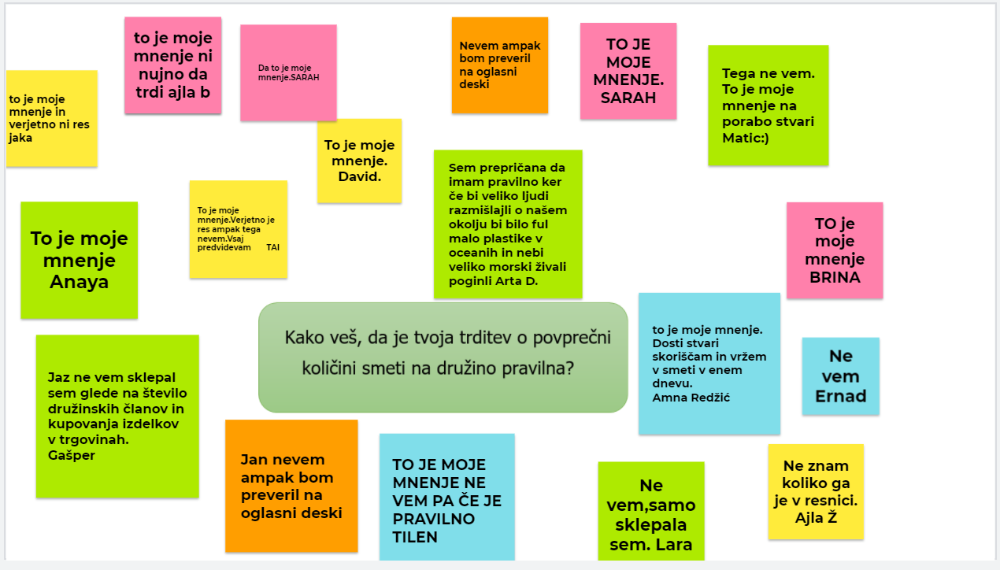 to je moje
mnenje ni
nujno da
trdi ajla b
Da to je moje
mnenje.SARAH
Nevem ampak
bom preveril
na oglasni
deski
TO JE
MOJE
MNENJE.
SARAH
Tega ne vem.
To je moje
mnenje na
porabo stvari
Matic:)
to je moje
mnenje in
verjetno ni res
jaka
To je moje
mnenje.
David.
Sem prepričana da
imam pravilno ker
če bi veliko ljudi
razmišlajli o našem
okolju bi bilo ful
malo plastike v
oceanih in nebi
veliko morski živali
poginli Arta D.
To je moje
mnenje.Verjetno je
res ampak tega
nevem.Vsaj
predvidevam TAI
To je moje
mnenje
Anaya
TO je
moje
mnenje
BRINA
Kako veš, da je tvoja trditev o povprečni
količini smeti na družino pravilna?
to je moje mnenje.
Dosti stvari
skoriščam in vržem
v smeti v enem
dnevu.
Amna Redžić
Ne
vem
Ernad
Jaz ne vem sklepal
sem glede na število
družinskih članov in
kupovanja izdelkov
v trgovinah.
Gašper
Jan nevem
ampak bom
preveril na
oglasni deski
TO JE MOJE
MNENJE NE
VEM PA ČE JE
PRAVILNO
TILEN
Ne
vem,samo
sklepala
sem. Lara
Ne znam
koliko ga
je v resnici.
Ajla Ž